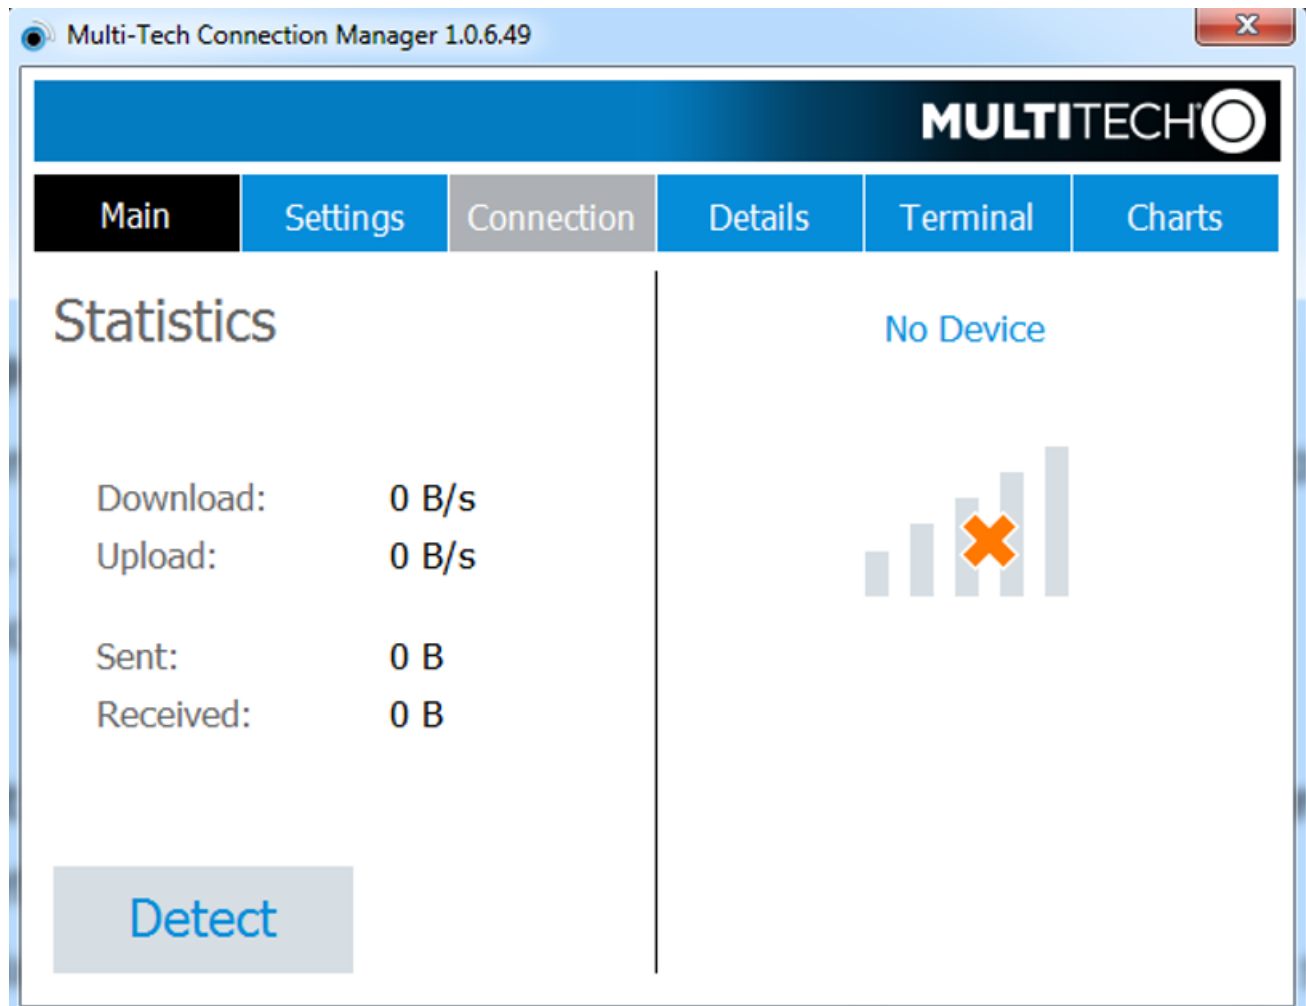 Multi-Tech Connection Manager 1.0.6.49
MULTITECH
Main Settings Connection Details Terminal Charts
Statistics
No Device
Download: 0 B/s
Upload: 0 B/s
Sent: 0 B
Received: 0 B
Detect